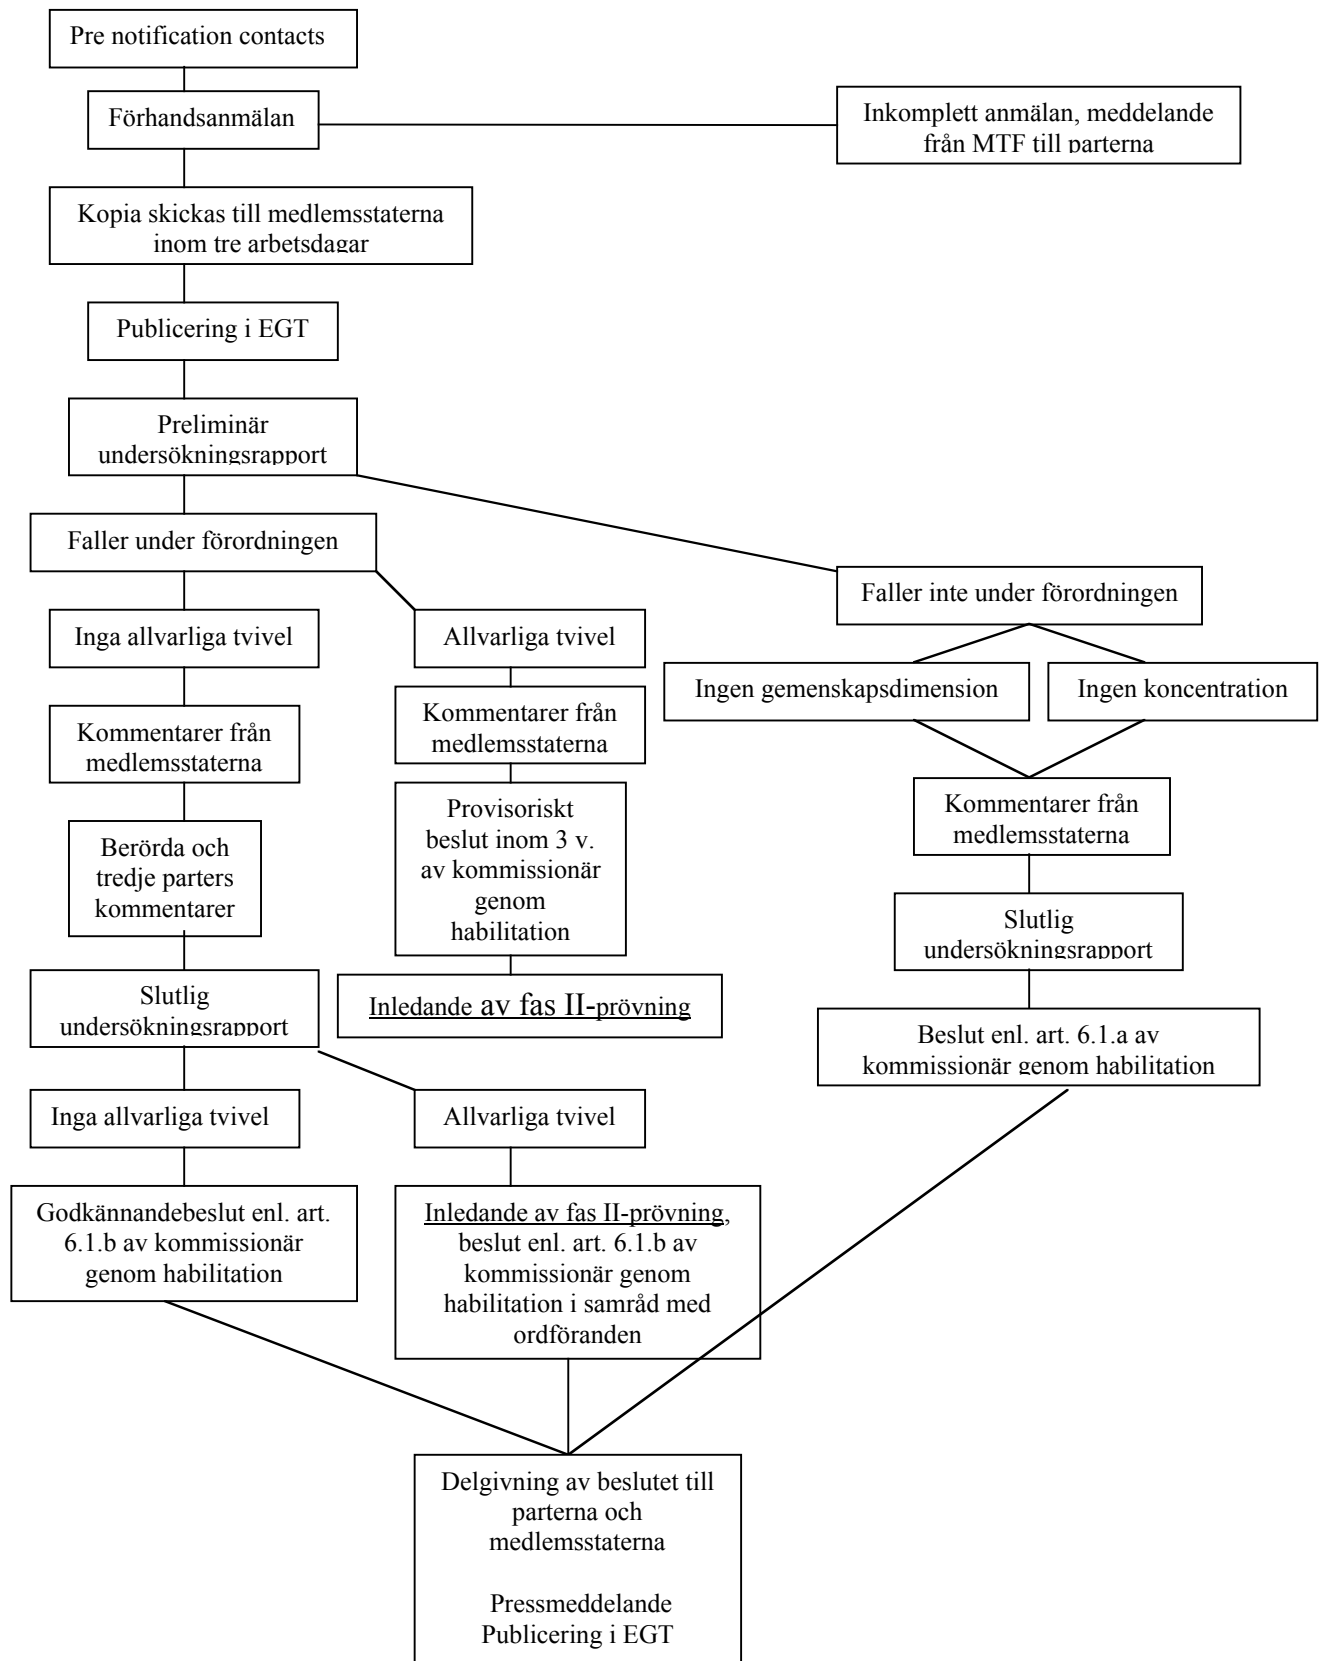 Pre notification contacts
Förhandsanmälan
Inkomplett anmälan, meddelande
från MTF till parterna
Kopia skickas till medlemsstaterna
inom tre arbetsdagar
Publicering i EGT
Preliminär
undersökningsrapport
Faller under förordningen
Faller inte under förordningen
Inga allvarliga tvivel
Allvarliga tvivel
Ingen gemenskapsdimension
Ingen koncentration
Kommentarer från
medlemsstaterna
Kommentarer från
medlemsstaterna
Kommentarer från
medlemsstaterna
Berörda och
tredje parters
kommentarer
Provisoriskt
beslut inom 3 v.
av kommissionär
genom
habilitation
Slutlig
undersökningsrapport
Slutlig
undersökningsrapport
Inledande av fas II-prövning
Beslut enl. art. 6.1.a av
kommissionär genom habilitation
Inga allvarliga tvivel
Allvarliga tvivel
Godkännandebeslut enl. art.
6.1.b av kommissionär
genom habilitation
Inledande av fas II-prövning,
beslut enl. art. 6.1.b av
kommissionär genom
habilitation i samråd med
ordföranden
Delgivning av beslutet till
parterna och
medlemsstaterna
Pressmeddelande
Publicering i EGT